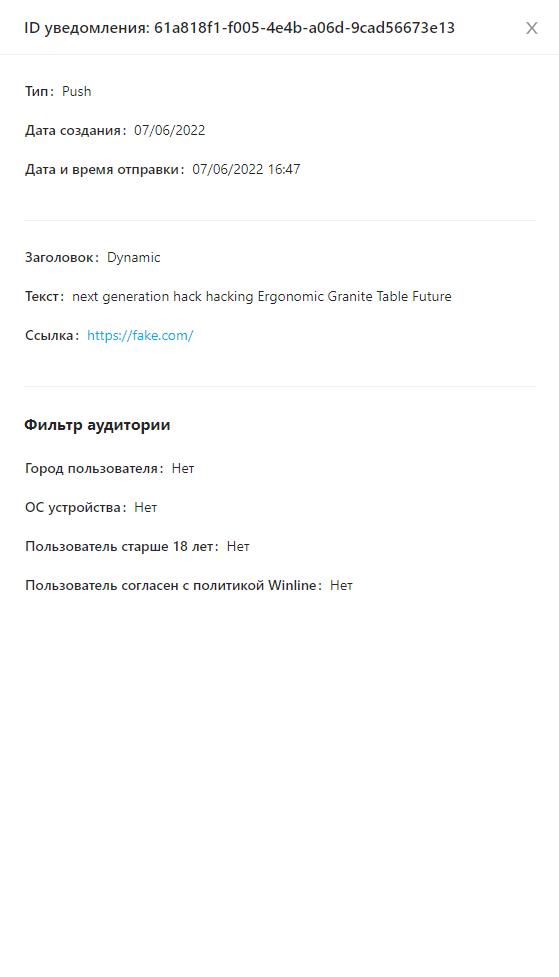 ID уведомления: 61a818f1-f005-4e4b-a06d-9cad56673e13
Тип: Push
Дата создания: 07/06/2022
Дата и время отправки: 07/06/2022 16:47
Заголовок: Dynamic
Текст: next generation hack hacking Ergonomic Granite Table Future
Ссылка: https://fake.com/
Фильтр аудитории
Город пользователя: Нет
ОС устройства: Нет
Пользователь старше 18 лет: Нет
Пользователь согласен с политикой Winline: Нет